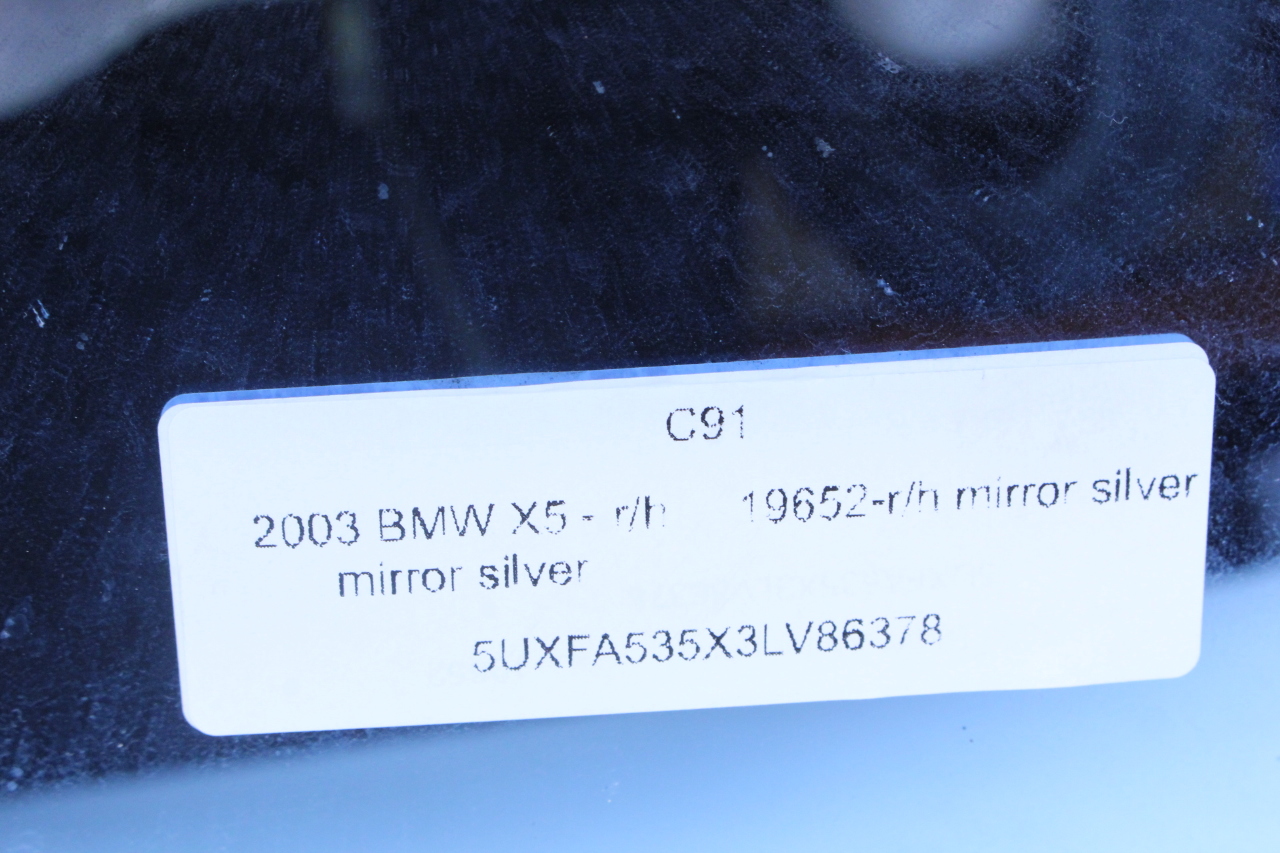 C91
2003 BMW X5 - r/h 19652-r/h mirror silver
mirror silver
5UXFA535X3LV86378